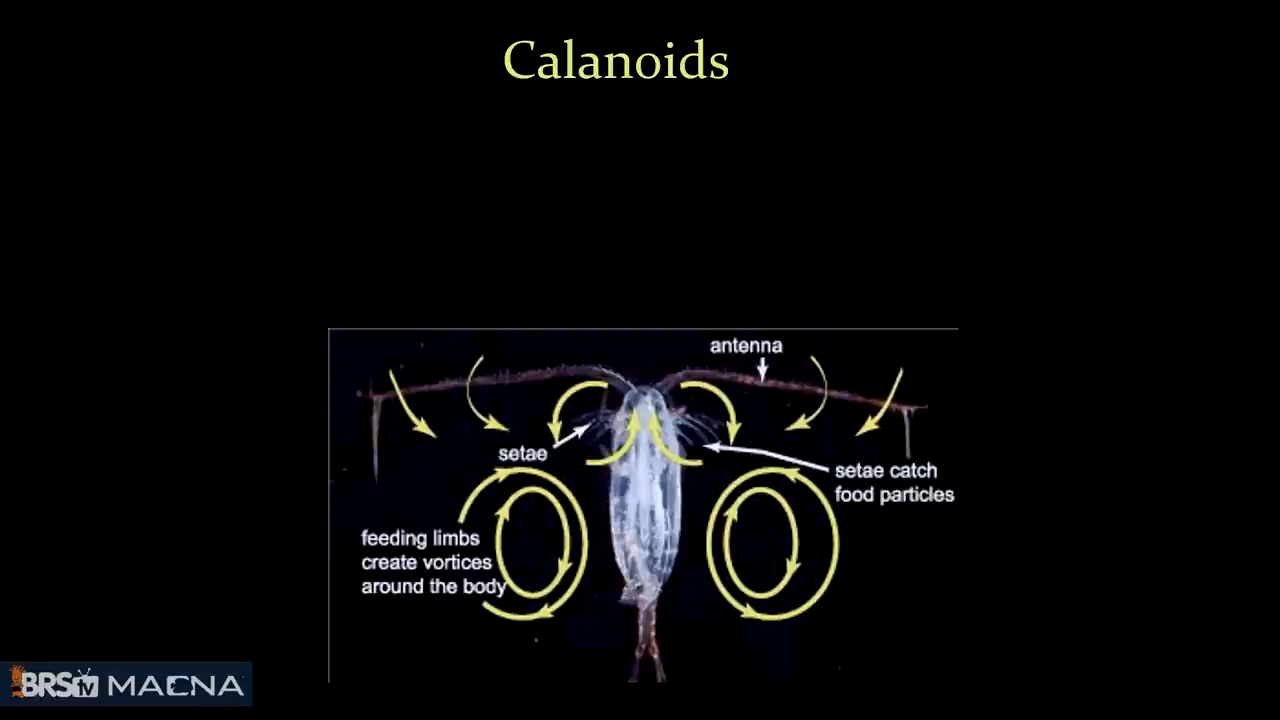 Calanoids
antenna
setae
setae catch
food particles
feeding limbs
create vortices
around the body
BRStv MACNA